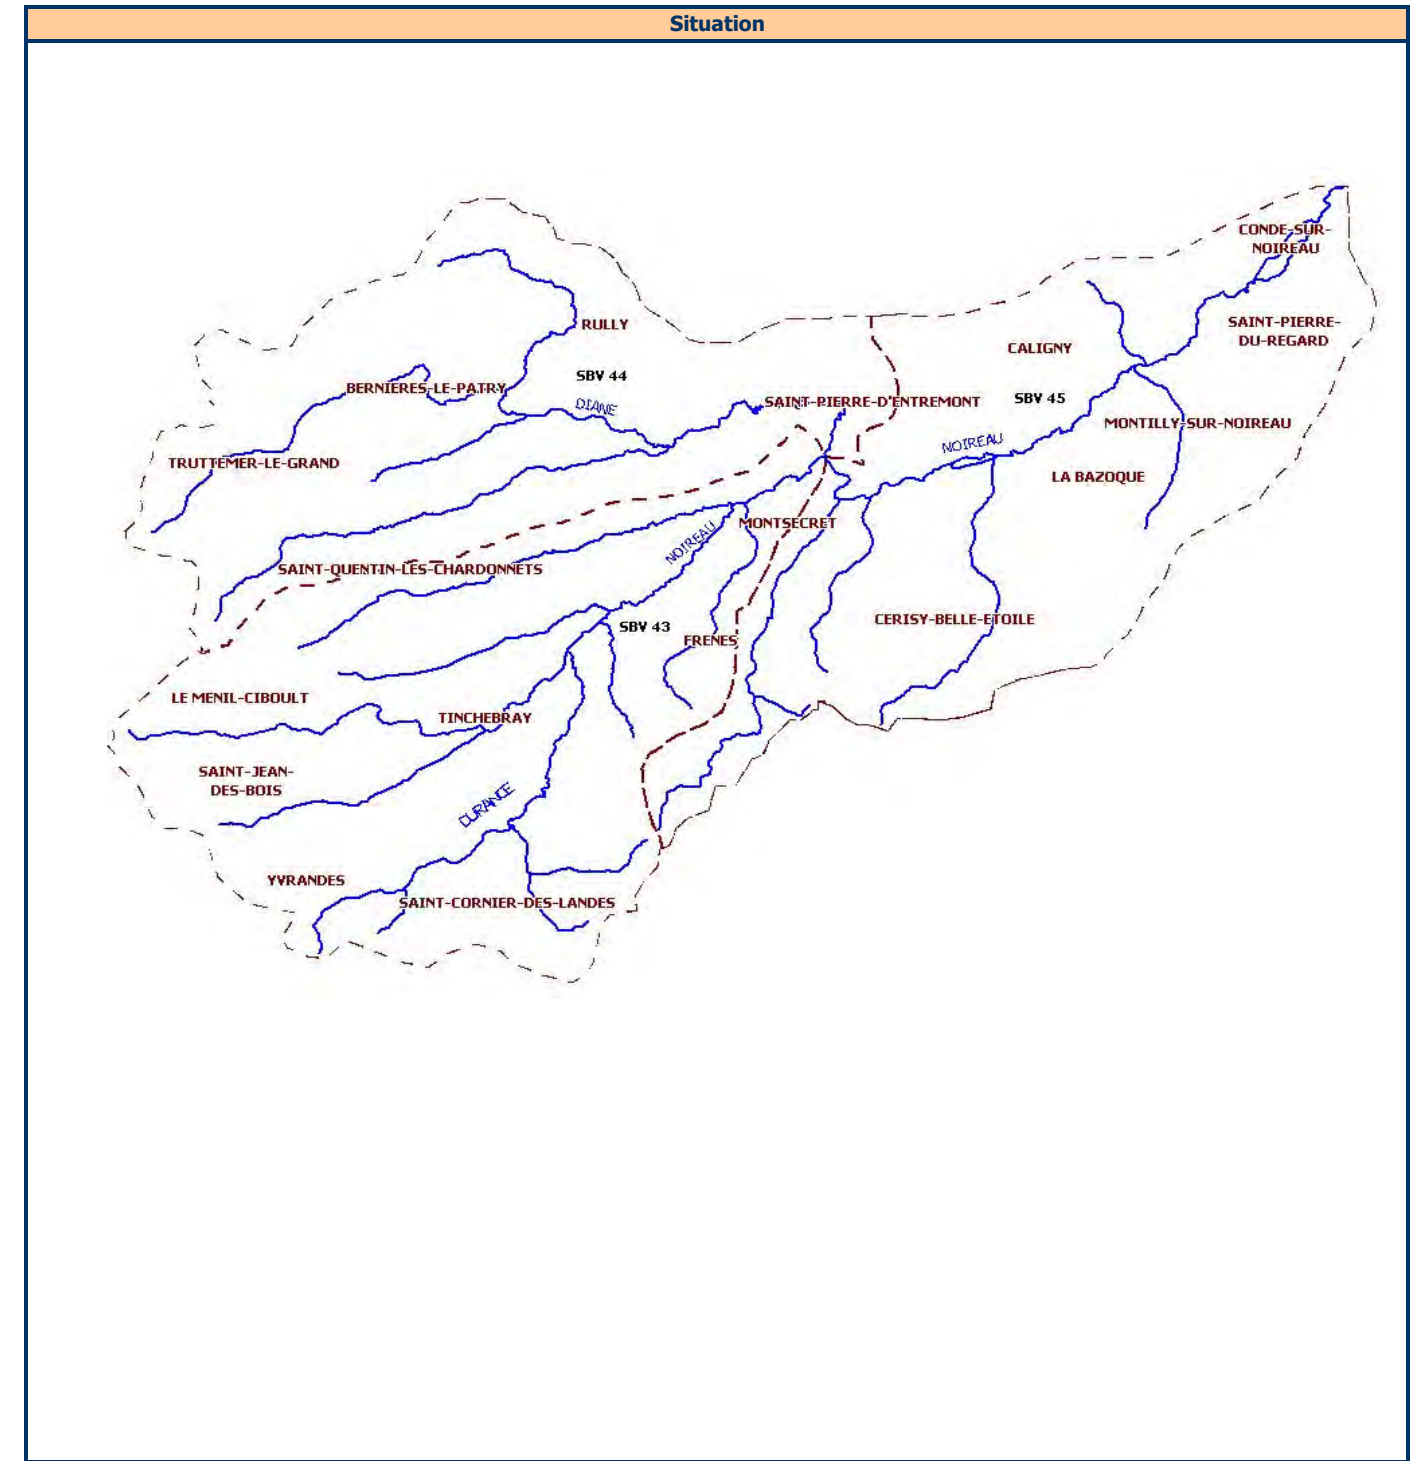 Situation
CONDE-SUR-
NOIREAU
RULLY
SAINT-PIERRE-
DU-REGARD
CALIGNY
SBV 44
BERNIERES-LE-PATRY
DIANE
SAINT-PIERRE-D'ENTREMONT
SBV 45
MONTILLY-SUR-NOIREAU
NOIREAU
TRUTTEMER-LE-GRAND
LA BAZOQUE
MONTSECRET
NOIREAU
SAINT-QUENTIN-LES-CHARDONNETS
CERISY-BELLE-ETOILE
SBV 43
FRENES
LE MENIL-CIBOULT
TINCHEBRAY
SAINT-JEAN-
DES-BOIS
DURANCE
YVRANDES
SAINT-CORNIER-DES-LANDES